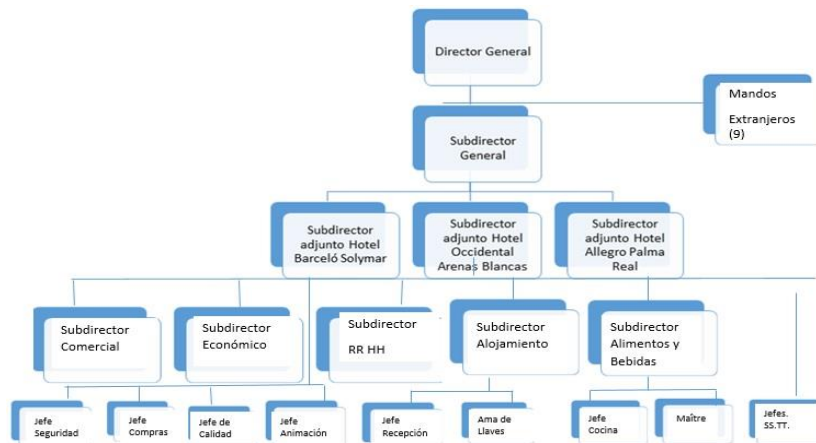 Director General
Mandos
Extranjeros
(9)
Subdirector
General
Subdirector
adjunto Hotel
Barceló Solymar
Subdirector
adjunto Hotel
Occidental
Arenas Blancas
Subdirector
adjunto Hotel
Allegro Palma
Real
Subdirector
Comercial
Subdirector
Económico
Subdirector
RR HH
Subdirector
Alojamiento
Subdirector
Alimentos y
Bebidas
Jefe
Seguridad
Jefe
Compras
Jefe de
Calidad
Jefe
Animación
Jefe
Recepción
Ama de
Llaves
Jefe
Cocina
Maître
Jefes.
SS.TT.